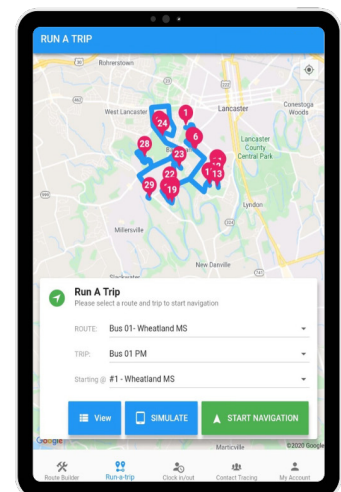 RUN A TRIP
Rohrerstown
West Lancaster
Lancaster
Conestoga
Woods
Lancaster
County
Central Park
Lyndon
Millersville
New Danville
1
24
6
28
23
22
29
19
13
Run A Trip
Please select a route and trip to start navigation
ROUTE: Bus 01- Wheatland MS
TRIP: Bus 01 PM
Starting @ #1 - Wheatland MS
View SIMULATE START NAVIGATION
Google Marticville ©2020 Google
Route Builder Run-a-trip Clock in/out Contact Tracing My Account